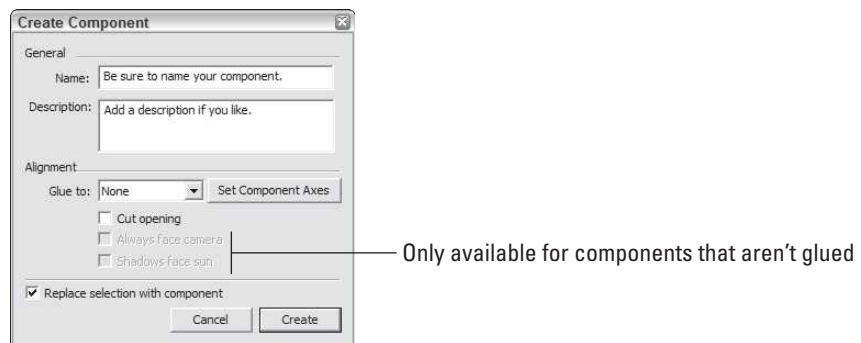 Create Component
General
Name: Be sure to name your component.
Description: Add a description if you like.
Alignment
Glue to: None Set Component Axes
Cut opening
Always face camera
Shadows face sun
Only available for components that aren't glued
Replace selection with component
Cancel Create